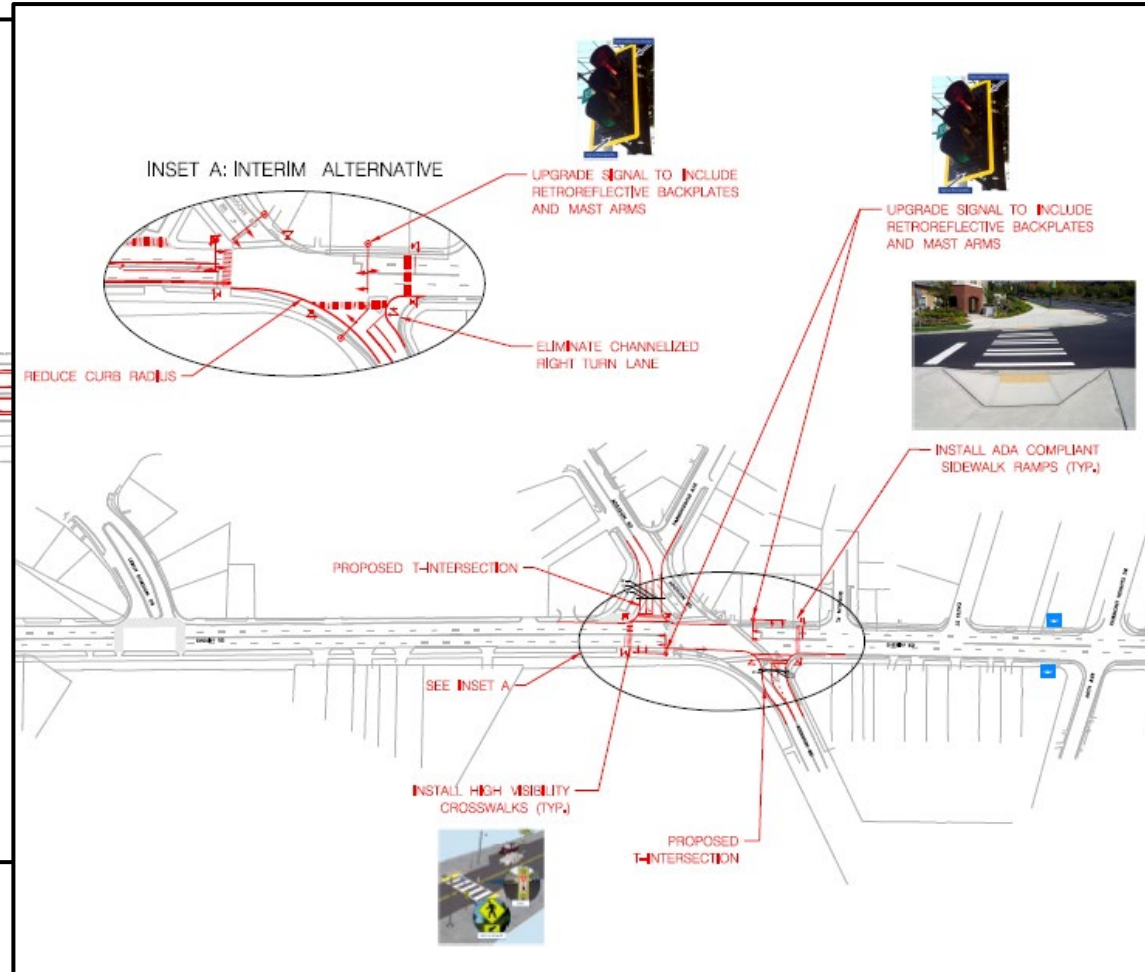 INSET A: INTERIM ALTERNATIVE
UPGRADE SIGNAL TO INCLUDE
RETROREFLECTIVE BACKPLATES
AND MAST ARMS
UPGRADE SIGNAL TO INCLUDE
RETROREFLECTIVE BACKPLATES
AND MAST ARMS
REDUCE CURB RADIUS
ELIMINATE CHANNELIZED
RIGHT TURN LANE
INSTALL ADA COMPLIANT
SIDEWALK RAMPS (TYP.)
PROPOSED T-INTERSECTION
SEE INSET A
INSTALL HIGH VISIBILITY
CROSSWALKS (TYP.)
PROPOSED
T-INTERSECTION